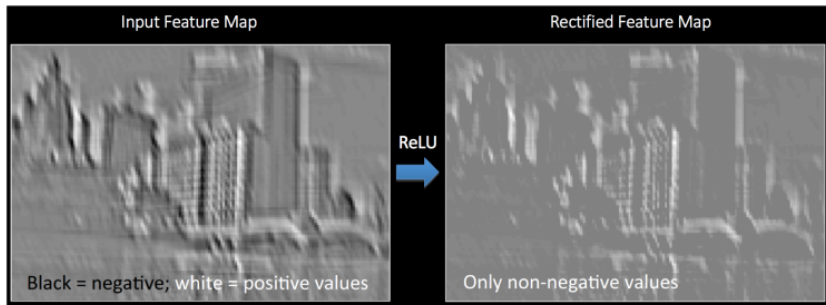 Input Feature Map
Rectified Feature Map
ReLU
Black = negative; white = positive values
Only non-negative values